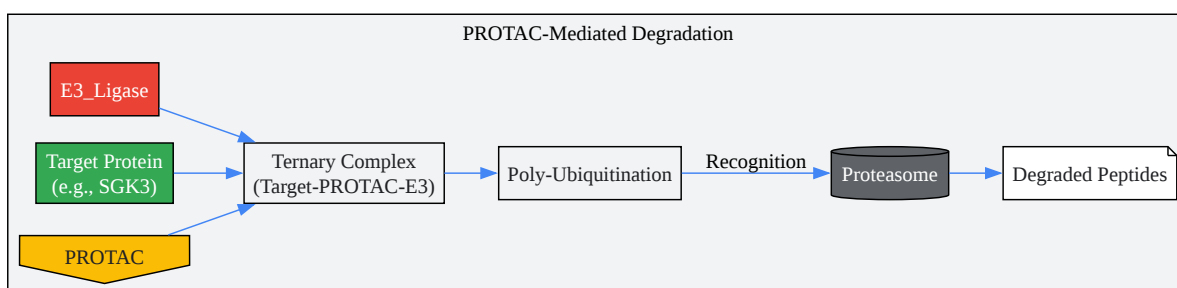 PROTAC-Mediated Degradation
E3_Ligase
Target Protein
(e.g., SGK3)
PROTAC
Ternary Complex
(Target-PROTAC-E3)
Poly-Ubiquitination
Recognition
Proteasome
Degraded Peptides